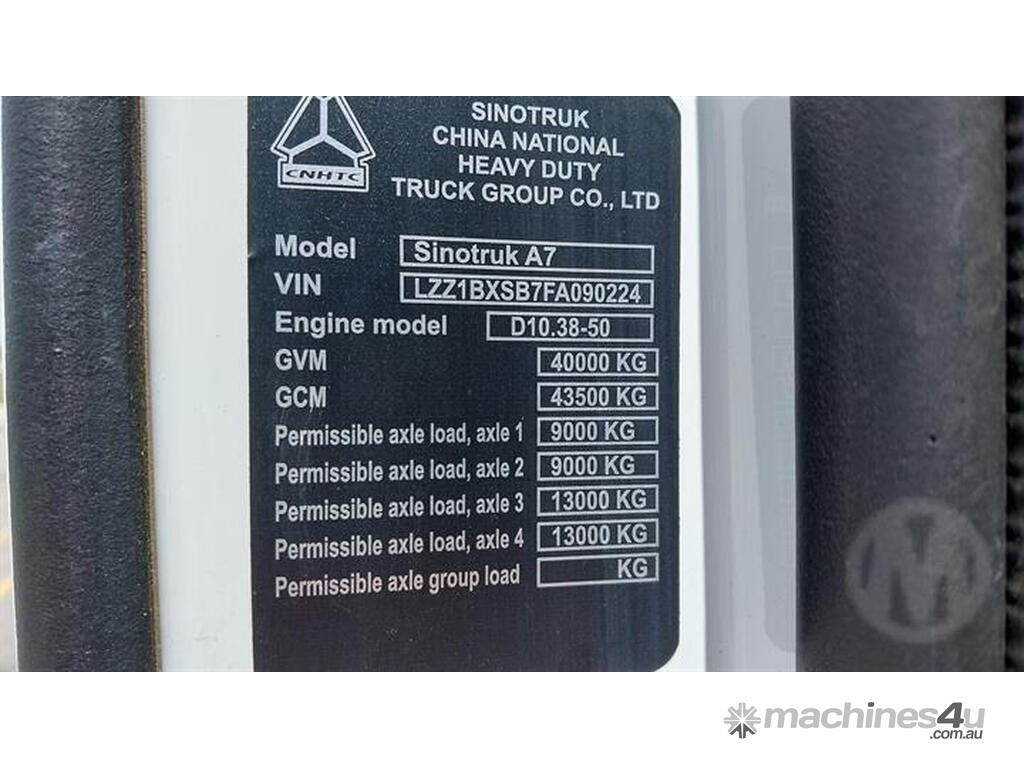 CNHTC
SINOTRUK
CHINA NATIONAL
HEAVY DUTY
TRUCK GROUP CO., LTD
Model Sinotruk A7
VIN LZZ1BXSB7FA090224
Engine model D10.38-50
GVM 40000 KG
GCM 43500 KG
Permissible axle load, axle 1 9000 KG
Permissible axle load, axle 2 9000 KG
Permissible axle load, axle 3 13000 KG
Permissible axle load, axle 4 13000 KG
Permissible axle group load KG
M
machines4u
.com.au